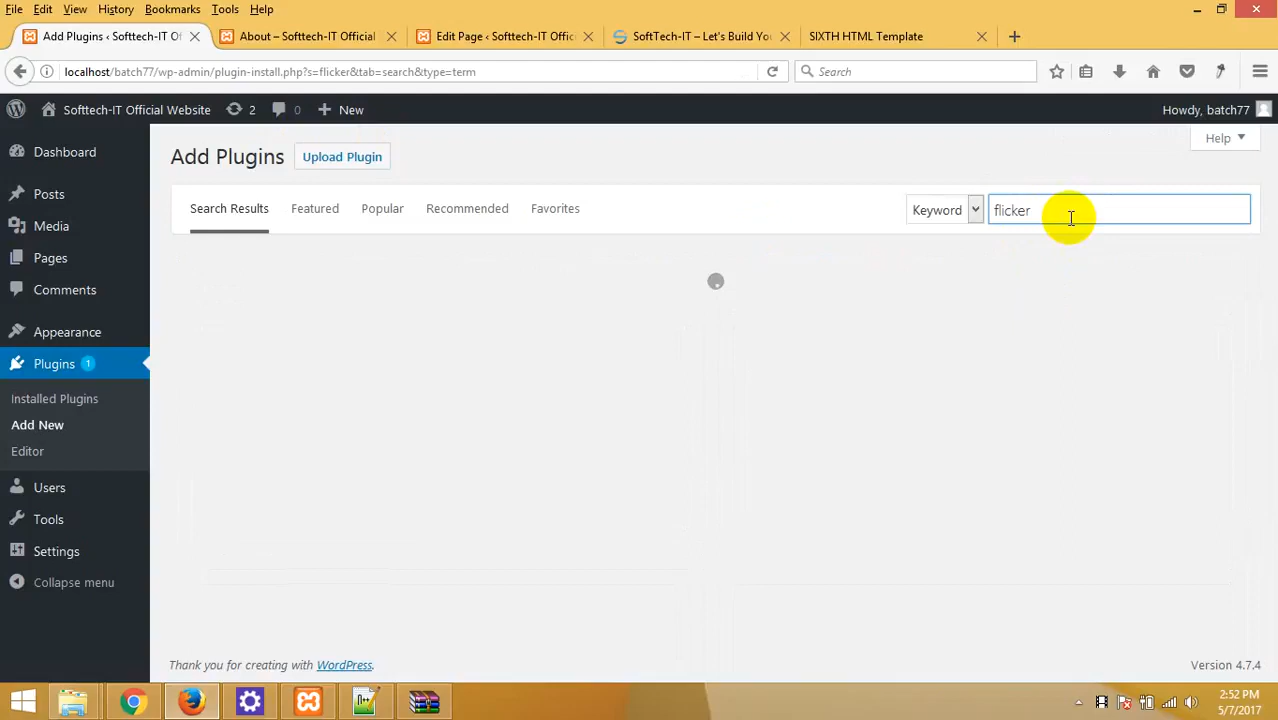 File Edit View History Bookmarks Tools Help
Add Plugins ‹ Softtech-IT Of
About – Softtech-IT Official
Edit Page ‹ Softtech-IT Offic
SoftTech-IT – Let's Build Yo
SIXTH HTML Template
localhost/batch77/wp-admin/plugin-install.php?s=flicker&tab=search&type=term
Search
Softtech-IT Official Website
2
0
New
Howdy, batch77
Dashboard
Posts
Media
Pages
Comments
Appearance
Plugins 1
Installed Plugins
Add New
Editor
Users
Tools
Settings
Collapse menu
Add Plugins
Upload Plugin
Help
Search Results
Featured
Popular
Recommended
Favorites
Keyword
flicker
Thank you for creating with WordPress.
Version 4.7.4
2:52 PM
5/7/2017